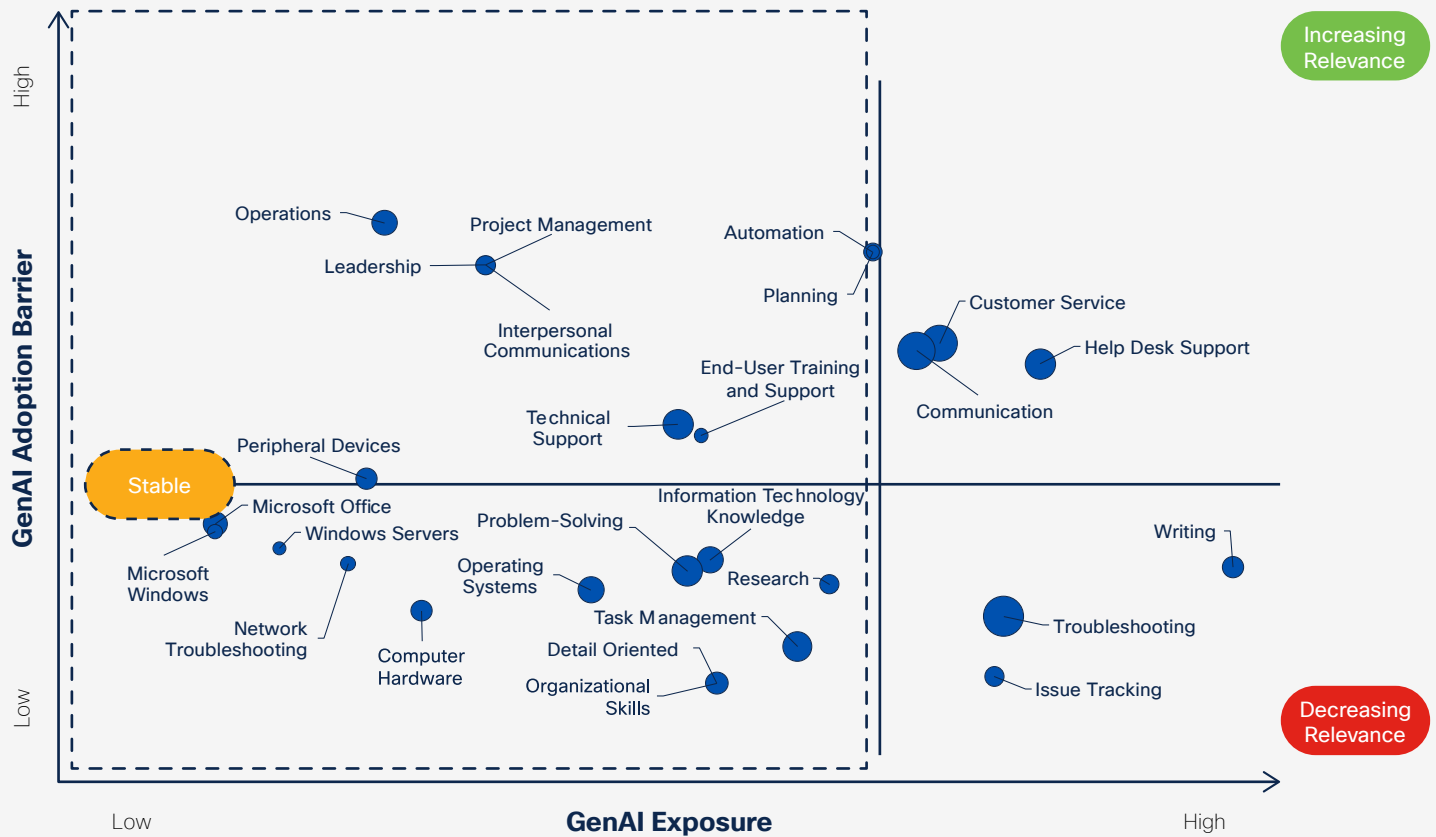 Increasing
Relevance
High
Operations
Project Management
Leadership
Automation
Planning
Interpersonal
Communications
Customer Service
Help Desk Support
Communication
End-User Training
and Support
Technical
Support
GenAI Adoption Barrier
Peripheral Devices
Stable
Microsoft Office
Windows Servers
Microsoft
Windows
Network
Troubleshooting
Computer
Hardware
Operating
Systems
Problem-Solving
Information Technology
Knowledge
Research
Task Management
Detail Oriented
Organizational
Skills
Writing
Troubleshooting
Issue Tracking
Low
Decreasing
Relevance
Low
GenAI Exposure
High